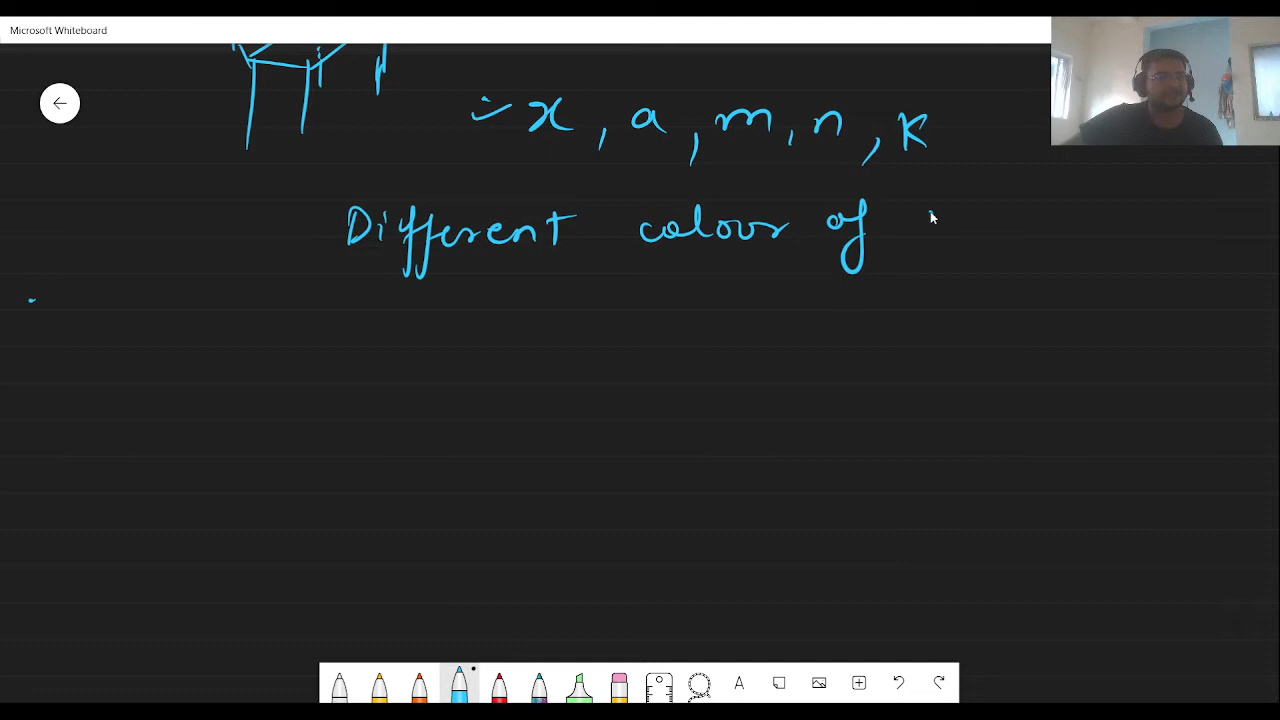 Microsoft Whiteboard
:- x, a, m, n, k
Different colour of
A